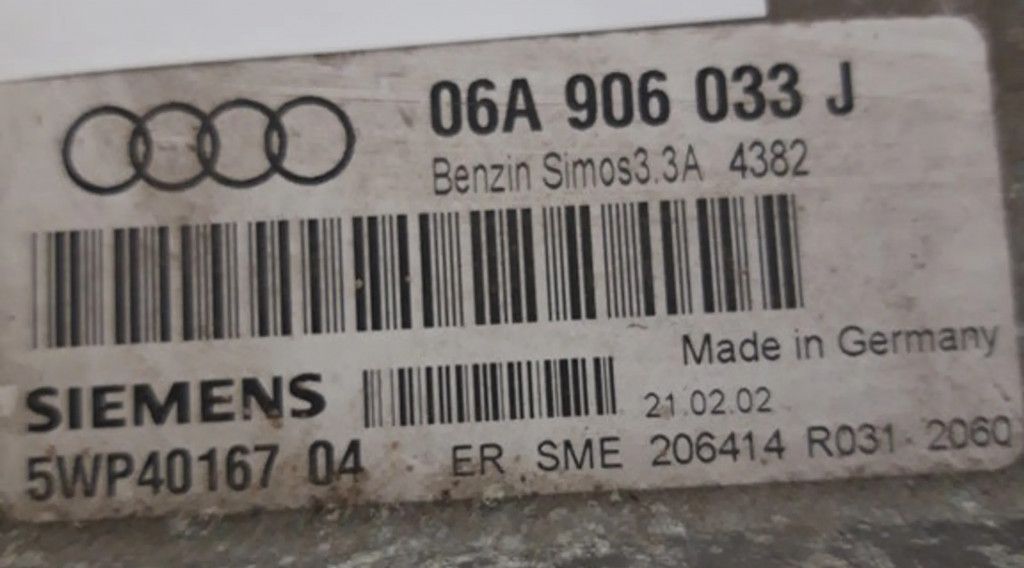 06A 906 033 J
Benzin Simos3.3A 4382
Made in Germany
SIEMENS
21.02.02
5WP40167 04
ER SME 206414 R031 2060